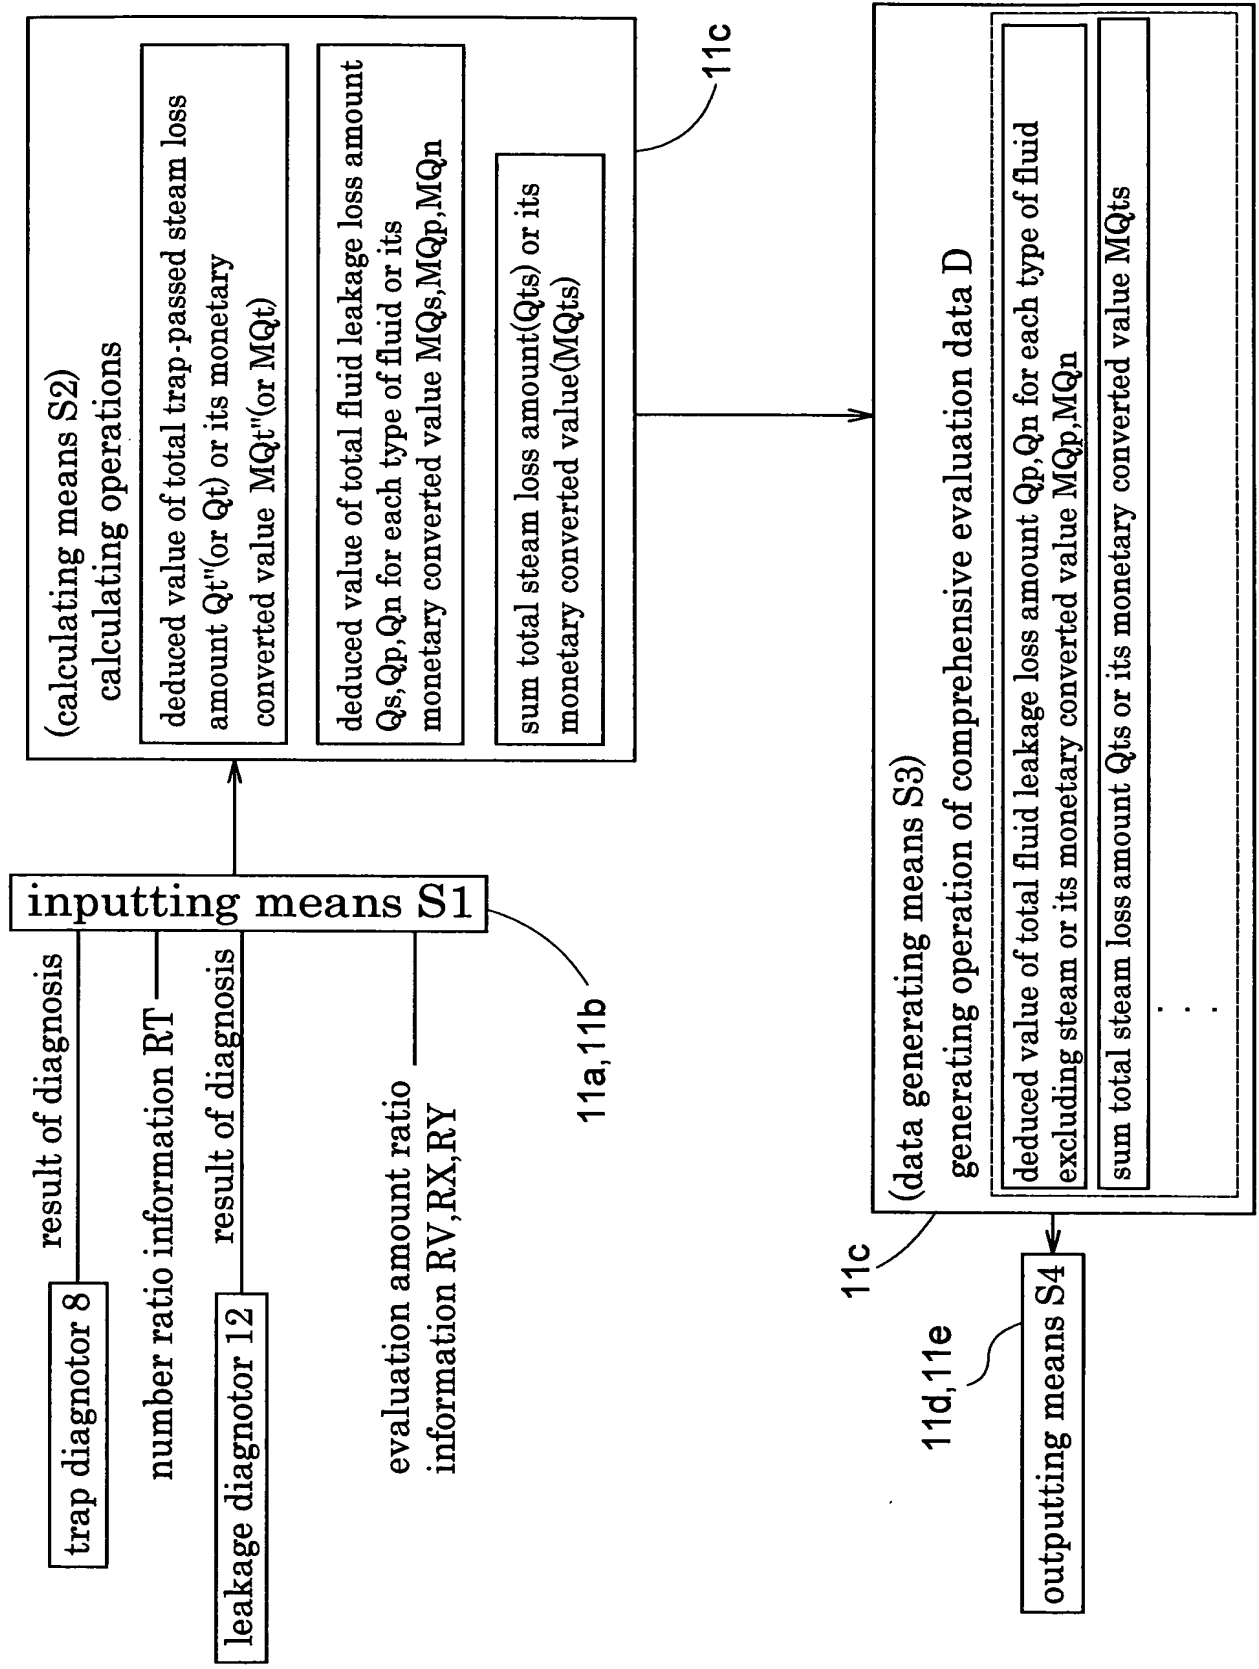 trap diagnotor 8
result of diagnosis
number ratio information RT
leakage diagnotor 12
result of diagnosis
evaluation amount ratio
information RV,RX,RY
inputting means S1
11a,11b
(calculating means S2)
calculating operations
deduced value of total trap-passed steam loss
amount Qt"(or Qt) or its monetary
converted value MQt"(or MQt)
deduced value of total fluid leakage loss amount
Qs,Qp,Qn for each type of fluid or its
monetary converted value MQs,MQp,MQn
sum total steam loss amount(Qts) or its
monetary converted value(MQts)
11c
(data generating means S3)
generating operation of comprehensive evaluation data D
deduced value of total fluid leakage loss amount Qp,Qn for each type of fluid
excluding steam or its monetary converted value MQp,MQn
sum total steam loss amount Qts or its monetary converted value MQts
. . .
11c
outputting means S4
11d,11e